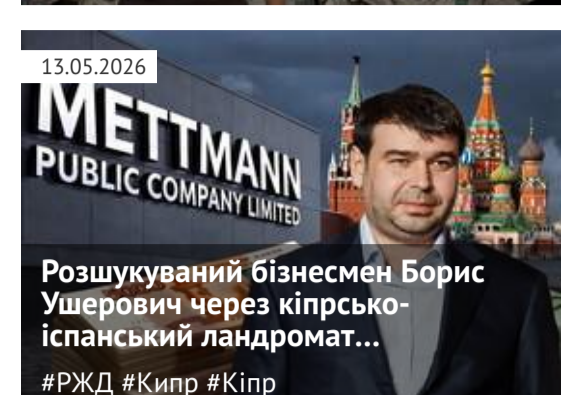 13.05.2026
METTMANN
PUBLIC COMPANY LIMITED
Розшукуваний бізнесмен Борис
Ушерович через кіпрсько-
іспанський ландромат...
#РЖД #Кипр #Кіпр